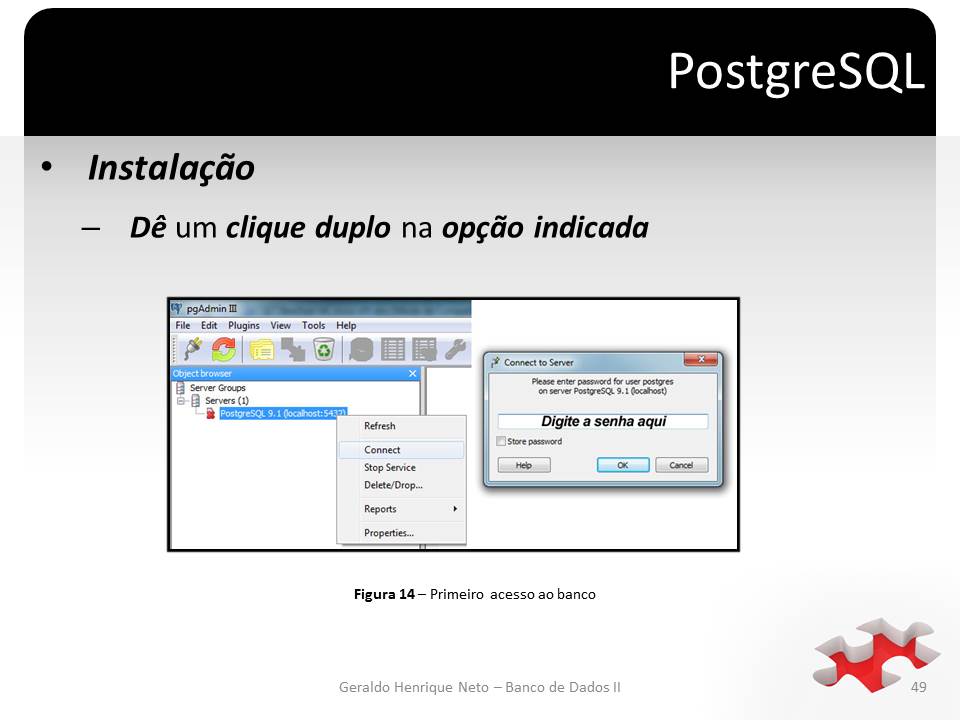 PostgreSQL
• Instalação
– Dê um clique duplo na opção indicada
pgAdmin III
File Edit Plugins View Tools Help
Object browser
Server Groups
Servers (1)
PostgreSQL 9.1 (localhost:5432)
Refresh
Connect
Stop Service
Delete/Drop...
Reports
Properties...
Connect to Server
Please enter password for user postgres
on server PostgreSQL 9.1 (localhost)
Digite a senha aqui
Store password
Help OK Cancel
Figura 14 – Primeiro acesso ao banco
Geraldo Henrique Neto – Banco de Dados II
49